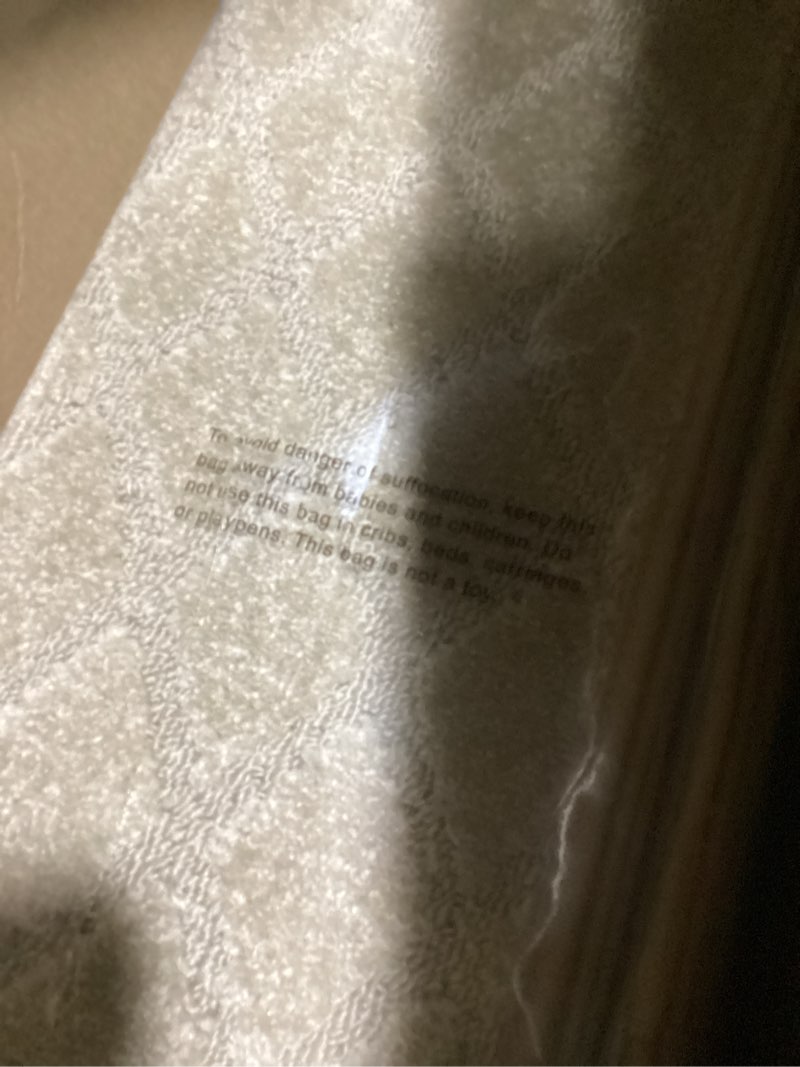 To avoid danger of suffocation, keep this
bag away from babies and children. Do
not use this bag in cribs, beds, carriages,
or playpens. This bag is not a toy.